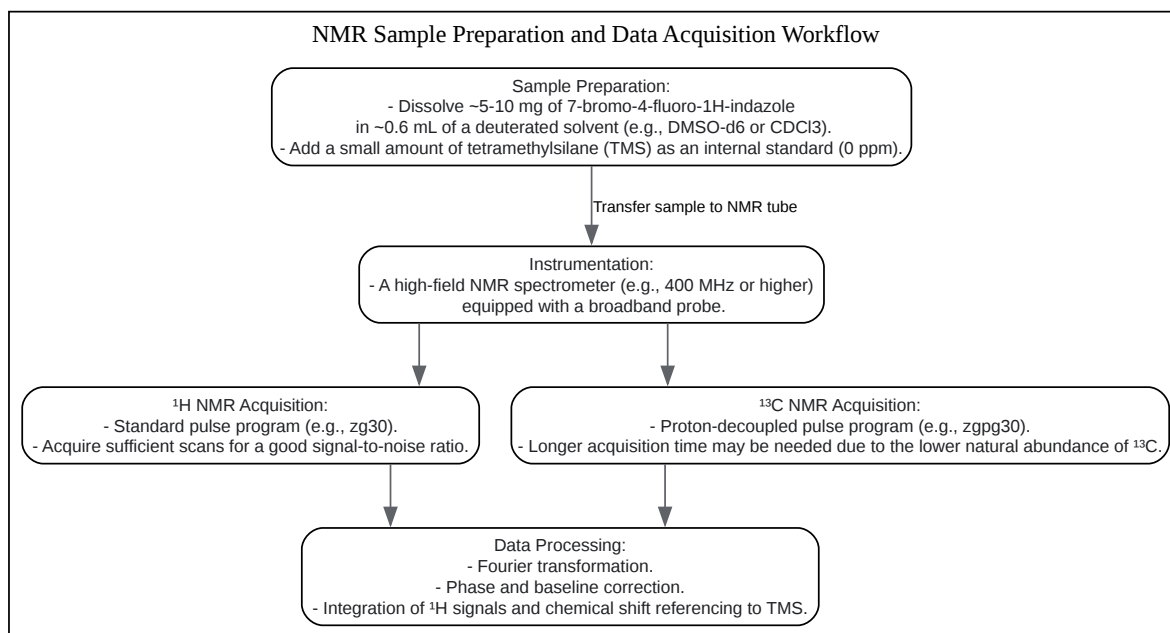 NMR Sample Preparation and Data Acquisition Workflow
Sample Preparation:
- Dissolve ~5-10 mg of 7-bromo-4-fluoro-1H-indazole
in ~0.6 mL of a deuterated solvent (e.g., DMSO-d6 or CDCl3).
- Add a small amount of tetramethylsilane (TMS) as an internal standard (0 ppm).
Transfer sample to NMR tube
Instrumentation:
- A high-field NMR spectrometer (e.g., 400 MHz or higher)
equipped with a broadband probe.
¹H NMR Acquisition:
- Standard pulse program (e.g., zg30).
- Acquire sufficient scans for a good signal-to-noise ratio.
¹³C NMR Acquisition:
- Proton-decoupled pulse program (e.g., zgpg30).
- Longer acquisition time may be needed due to the lower natural abundance of ¹³C.
Data Processing:
- Fourier transformation.
- Phase and baseline correction.
- Integration of ¹H signals and chemical shift referencing to TMS.